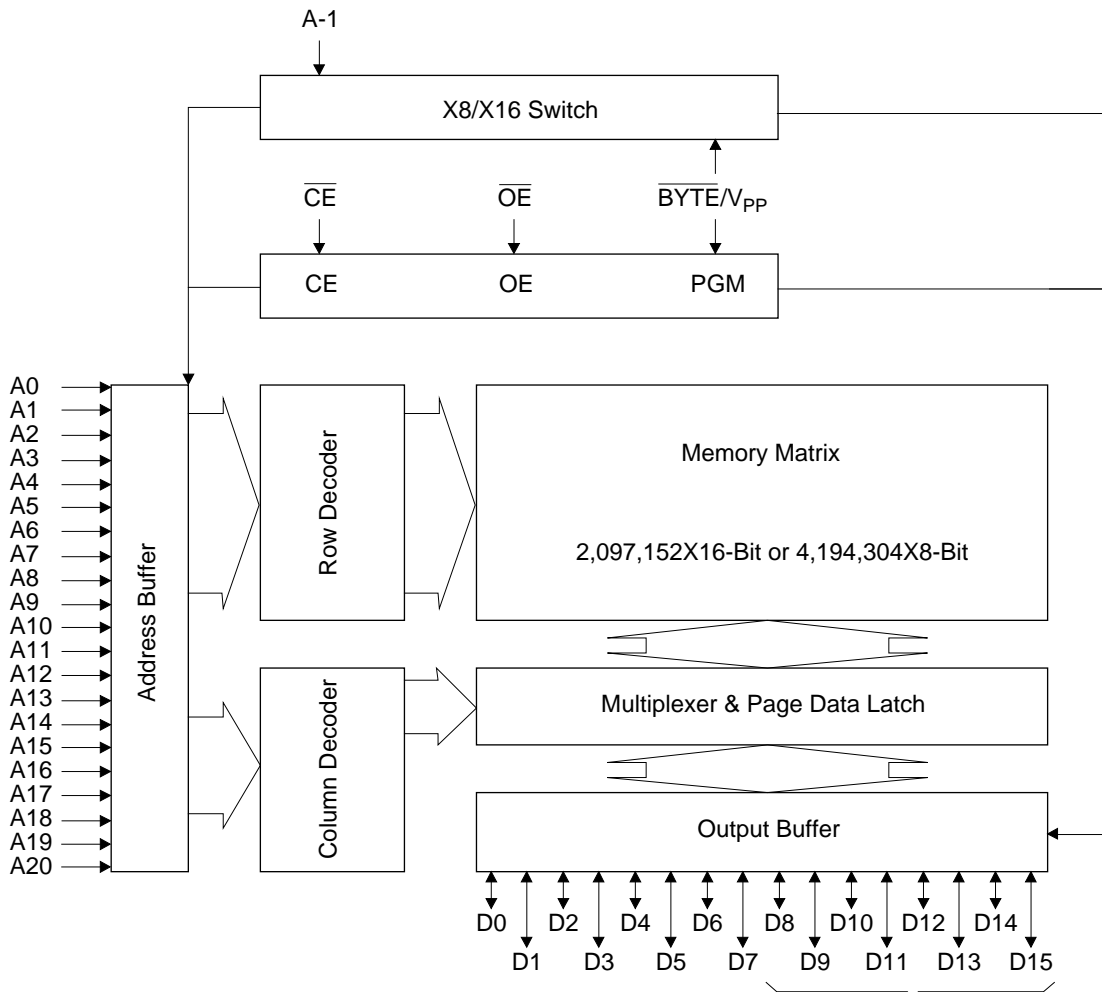 A-1
X8/X16 Switch
CE OE BYTE/VPP
CE OE PGM
A0
A1
A2
A3
A4
A5
A6
A7
A8
A9
A10
A11
A12
A13
A14
A15
A16
A17
A18
A19
A20
Address Buffer
Row Decoder
Column Decoder
Memory Matrix
2,097,152X16-Bit or 4,194,304X8-Bit
Multiplexer & Page Data Latch
Output Buffer
D0 D2 D4 D6 D8 D10 D12 D14
D1 D3 D5 D7 D9 D11 D13 D15